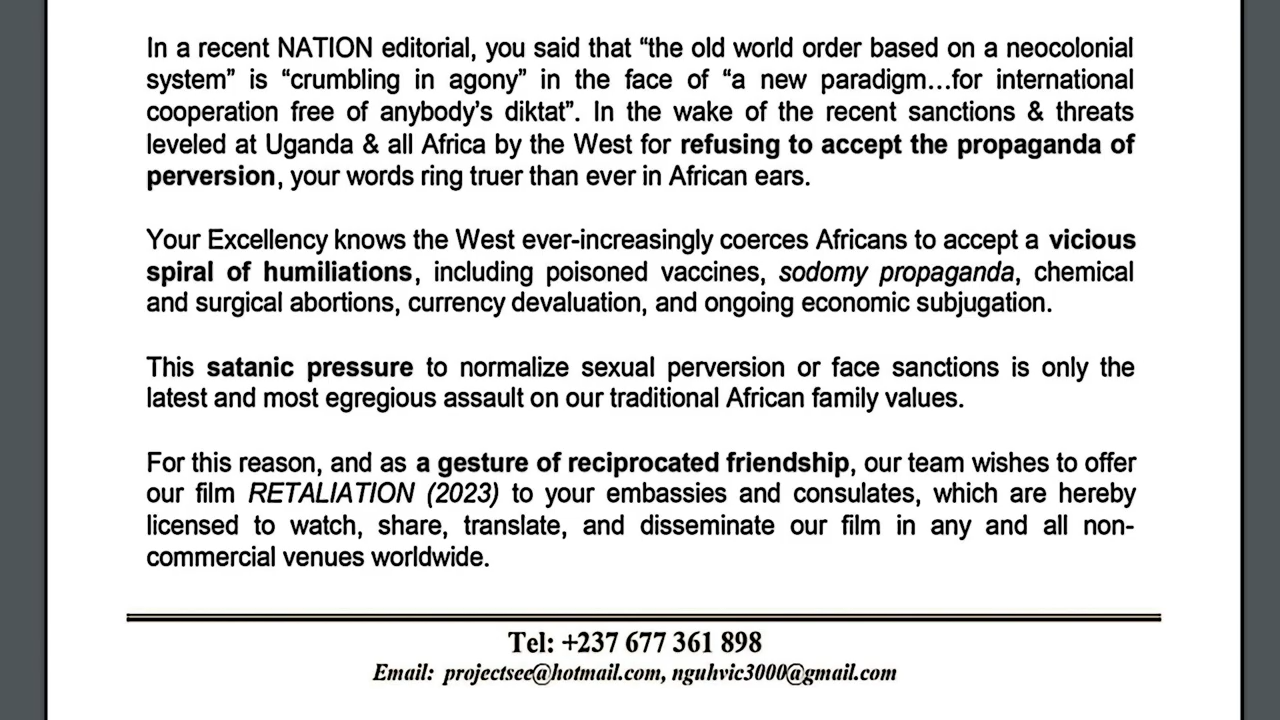 In a recent NATION editorial, you said that “the old world order based on a neocolonial
system” is “crumbling in agony” in the face of “a new paradigm…for international
cooperation free of anybody’s diktat”. In the wake of the recent sanctions & threats
leveled at Uganda & all Africa by the West for refusing to accept the propaganda of
perversion, your words ring truer than ever in African ears.
Your Excellency knows the West ever-increasingly coerces Africans to accept a vicious
spiral of humiliations, including poisoned vaccines, sodomy propaganda, chemical
and surgical abortions, currency devaluation, and ongoing economic subjugation.
This satanic pressure to normalize sexual perversion or face sanctions is only the
latest and most egregious assault on our traditional African family values.
For this reason, and as a gesture of reciprocated friendship, our team wishes to offer
our film RETALIATION (2023) to your embassies and consulates, which are hereby
licensed to watch, share, translate, and disseminate our film in any and all non-
commercial venues worldwide.
Tel: +237 677 361 898
Email: projectsee@hotmail.com, nguhvic3000@gmail.com